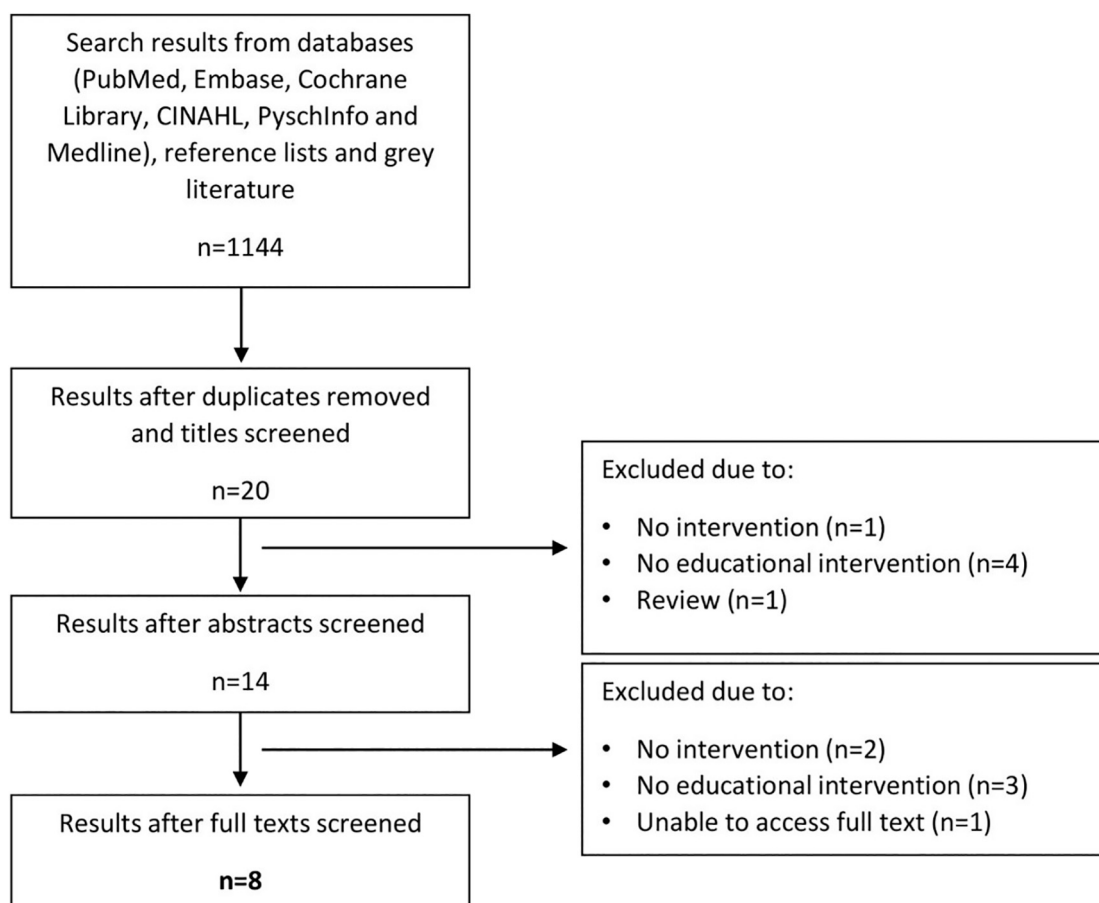 Search results from databases
(PubMed, Embase, Cochrane
Library, CINAHL, PyschInfo and
Medline), reference lists and grey
literature
n=1144
Results after duplicates removed
and titles screened
n=20
Excluded due to:
• No intervention (n=1)
• No educational intervention (n=4)
• Review (n=1)
Results after abstracts screened
n=14
Excluded due to:
• No intervention (n=2)
• No educational intervention (n=3)
• Unable to access full text (n=1)
Results after full texts screened
n=8